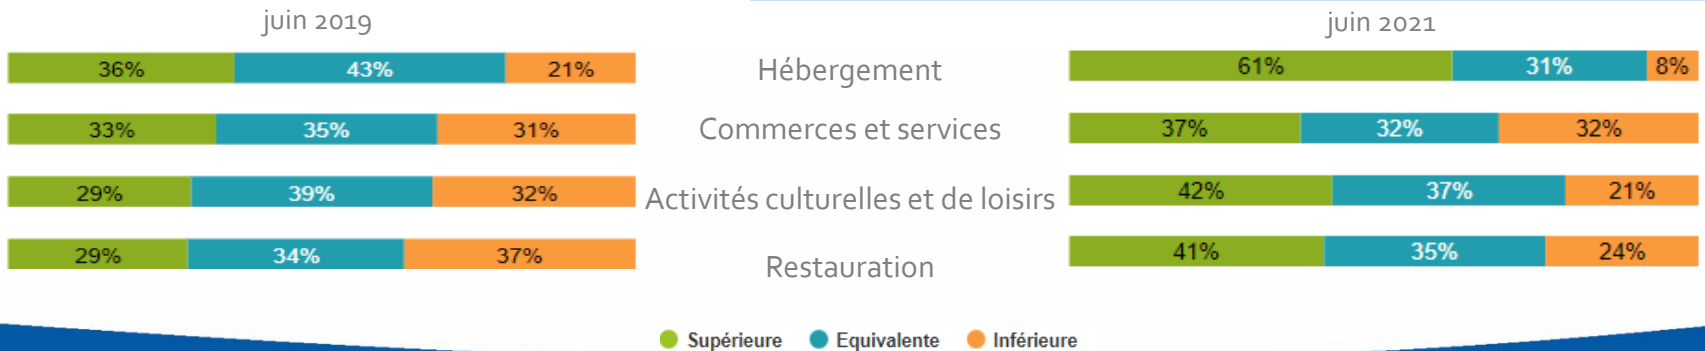 juin 2019
juin 2021
36% 43% 21%
Hébergement
61% 31% 8%
33% 35% 31%
Commerces et services
37% 32% 32%
29% 39% 32%
Activités culturelles et de loisirs
42% 37% 21%
29% 34% 37%
Restauration
41% 35% 24%
Supérieure Equivalente Inférieure